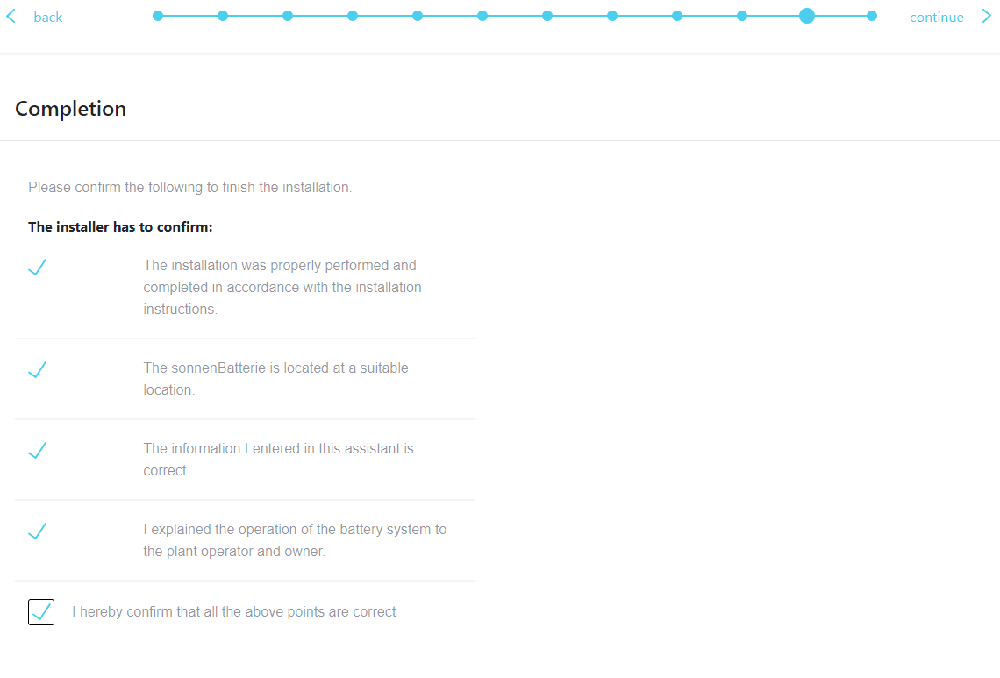 back
continue
Completion
Please confirm the following to finish the installation.
The installer has to confirm:
The installation was properly performed and
completed in accordance with the installation
instructions.
The sonnenBatterie is located at a suitable
location.
The information I entered in this assistant is
correct.
I explained the operation of the battery system to
the plant operator and owner.
I hereby confirm that all the above points are correct